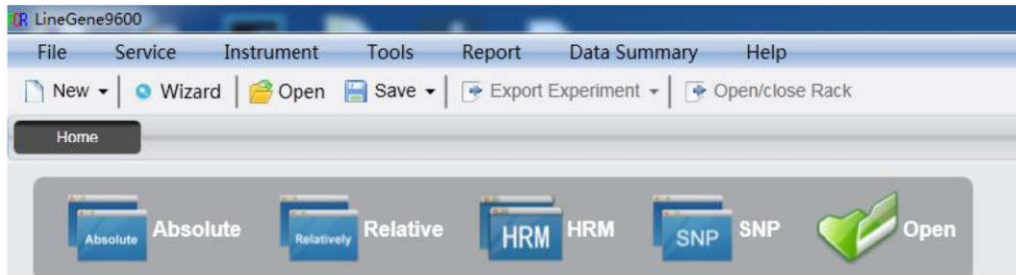 CR LineGene9600
File Service Instrument Tools Report Data Summary Help
New Wizard Open Save Export Experiment Open/close Rack
Home
Absolute Absolute Relatively Relative HRM HRM SNP SNP Open